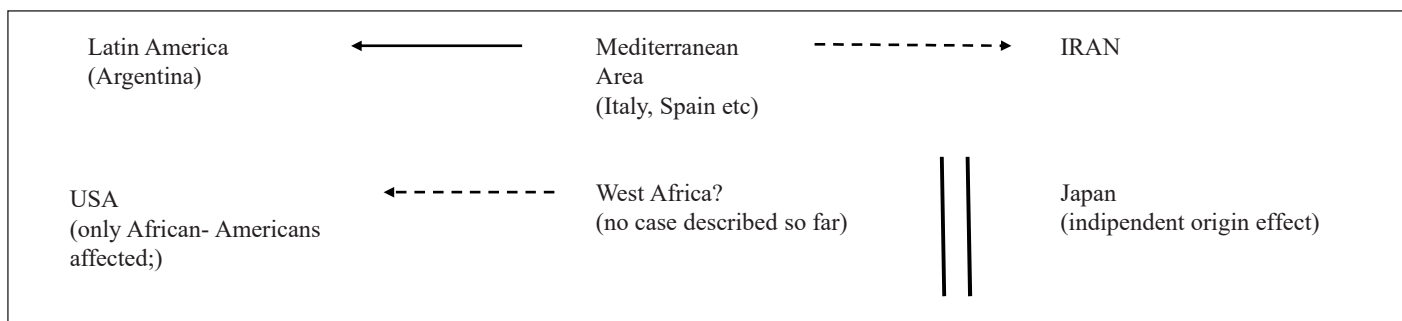 Latin America
(Argentina)
Mediterranean
Area
(Italy, Spain etc)
IRAN
USA
(only African- Americans
affected;)
West Africa?
(no case described so far)
Japan
(indipendent origin effect)